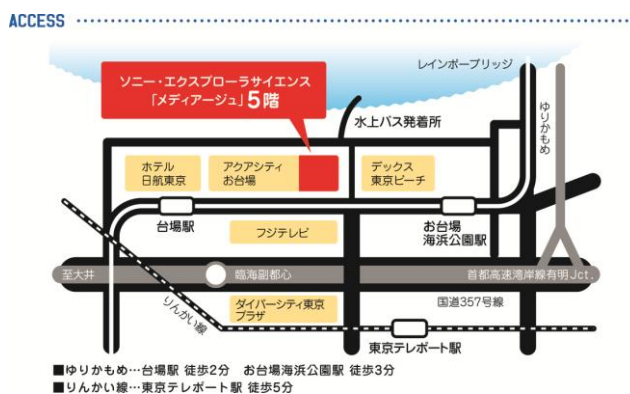 ACCESS
レインボーブリッジ
ソニー・エクスプローラサイエンス
「メディアージュ」5階
水上バス発着所
ゆりかもめ
ホテル
日航東京
アクアシティ
お台場
デックス
東京ビーチ
台場駅
フジテレビ
お台場
海浜公園駅
至大井
臨海副都心
首都高速湾岸線有明Jct.
りんかい線
ダイバーシティ東京
プラザ
国道357号線
東京テレポート駅
■ゆりかもめ…台場駅 徒歩2分 お台場海浜公園駅 徒歩3分
■りんかい線…東京テレポート駅 徒歩5分